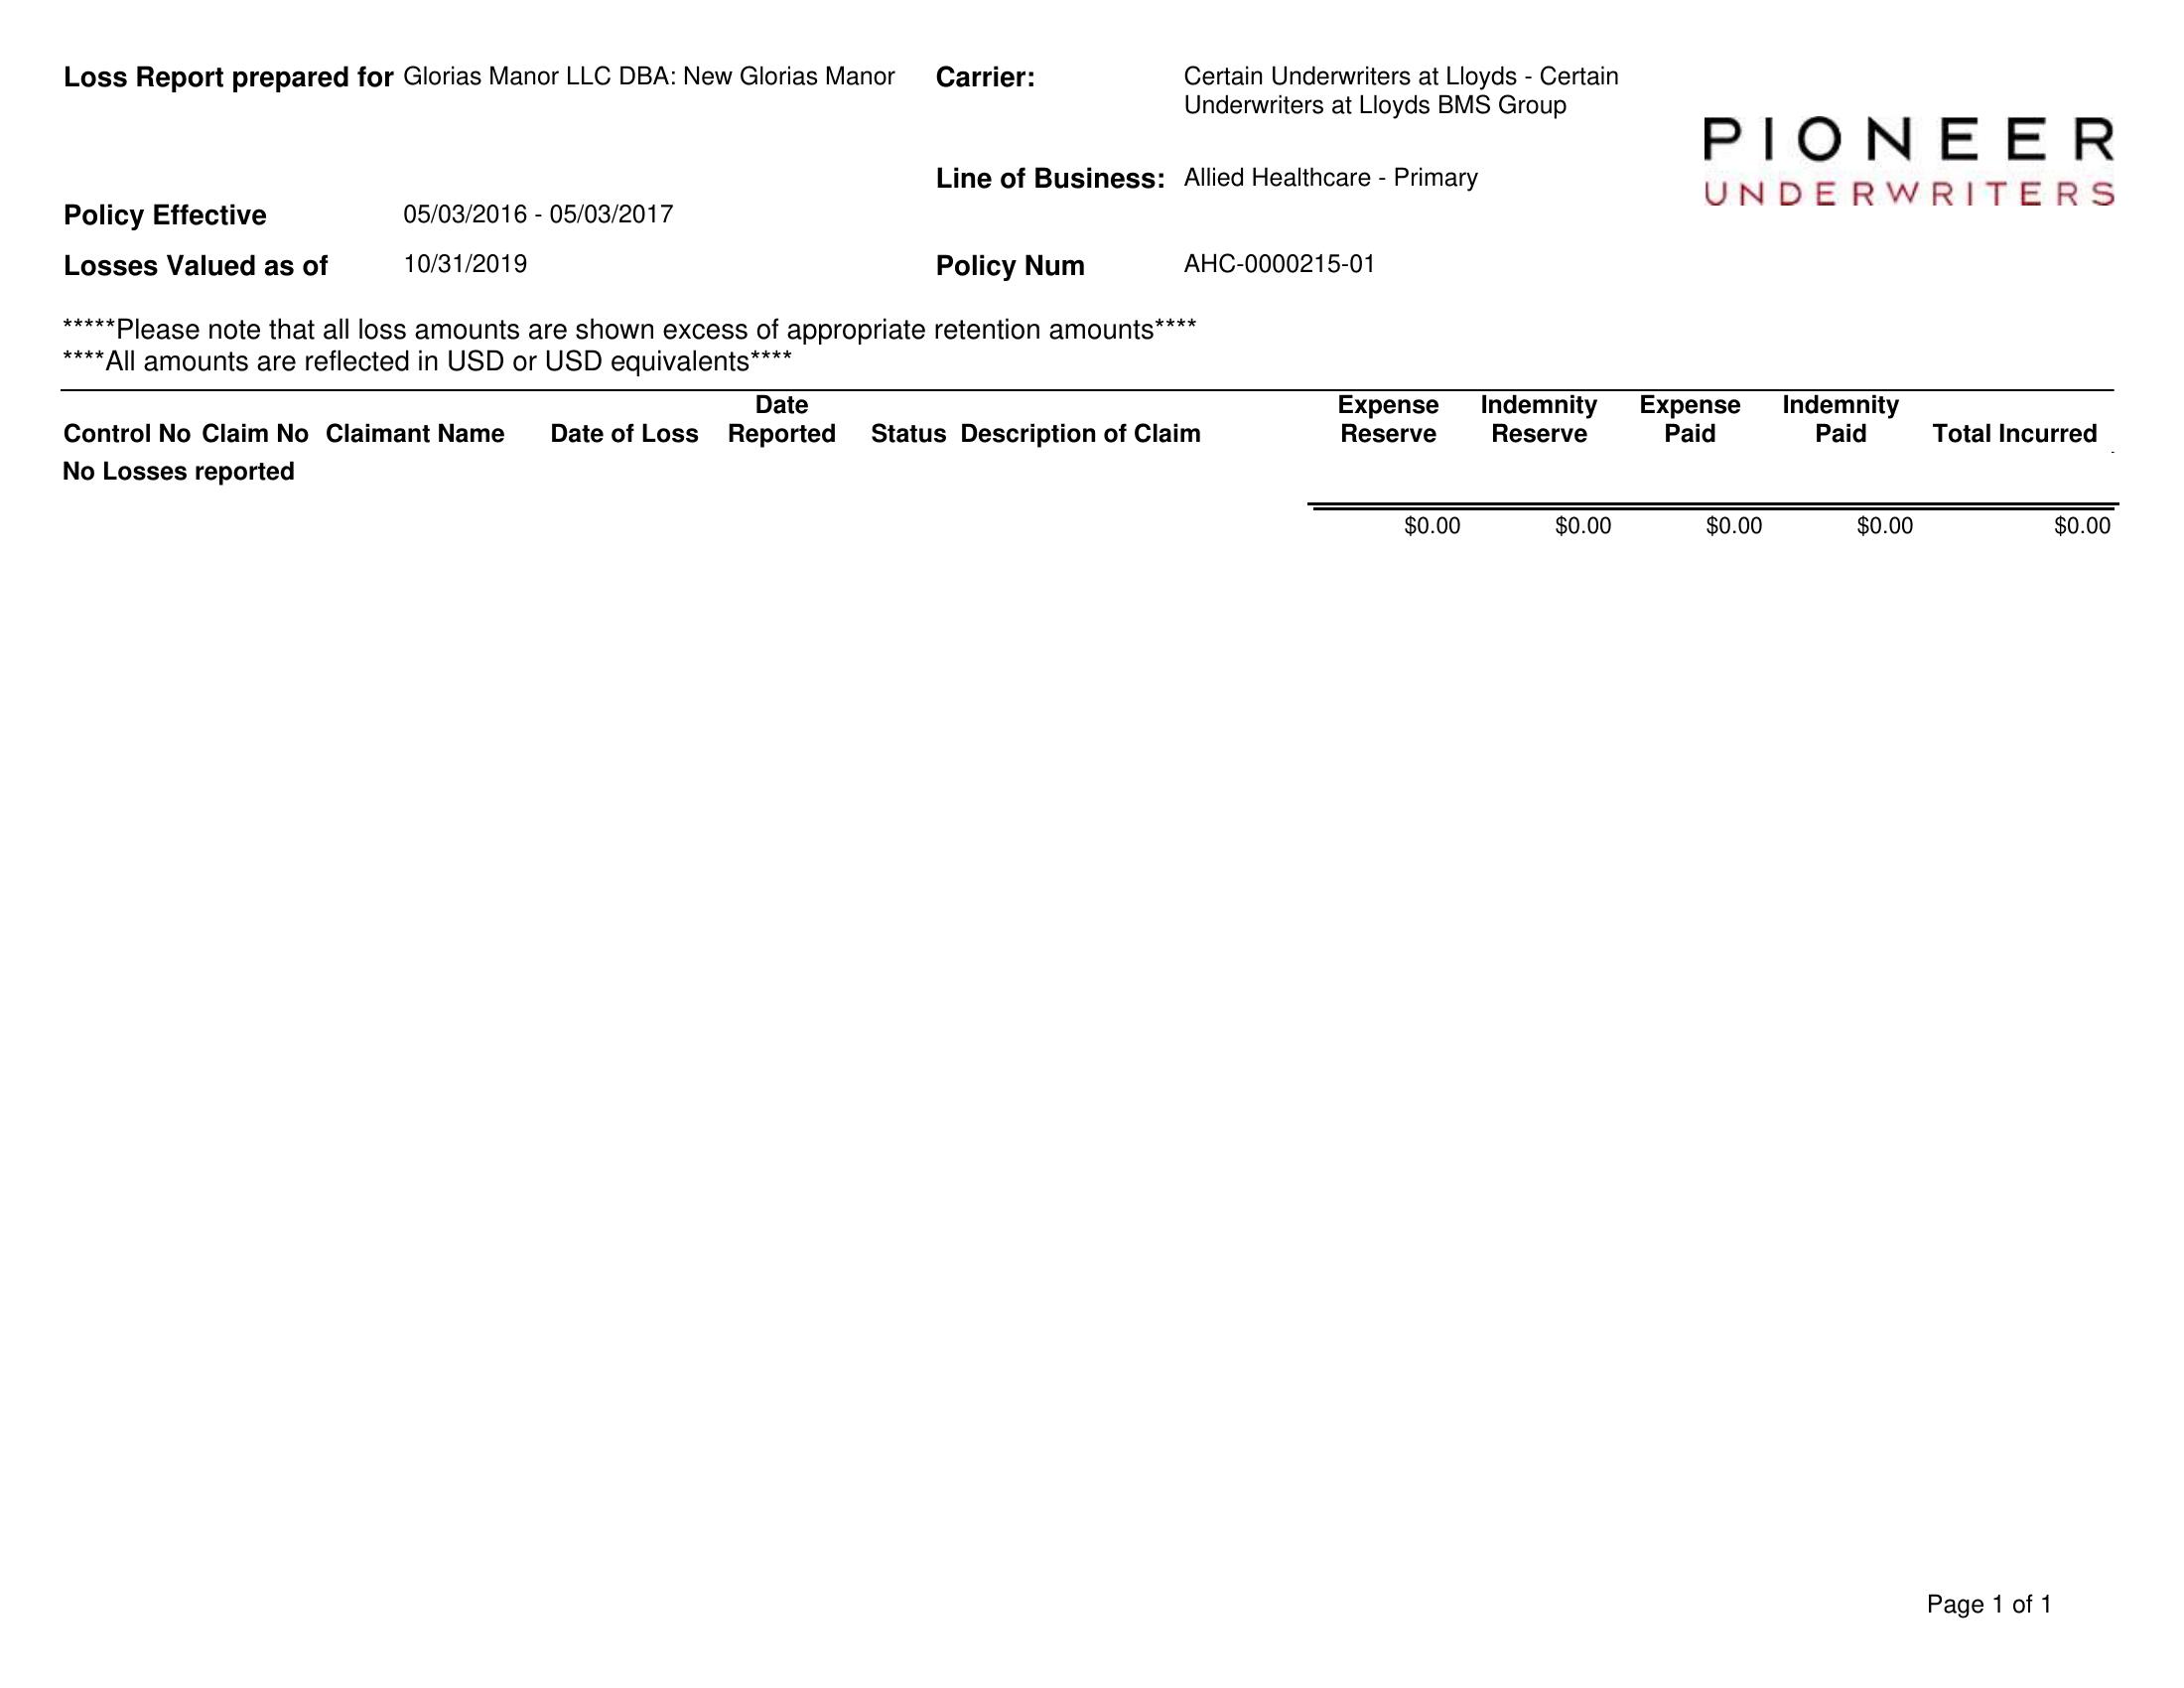 Loss Report prepared for Glorias Manor LLC DBA: New Glorias Manor
Carrier: Certain Underwriters at Lloyds - Certain
Underwriters at Lloyds BMS Group
PIONEER
UNDERWRITERS
Line of Business: Allied Healthcare - Primary
Policy Effective 05/03/2016 - 05/03/2017
Losses Valued as of 10/31/2019
Policy Num AHC-0000215-01
*****Please note that all loss amounts are shown excess of appropriate retention amounts****
****All amounts are reflected in USD or USD equivalents****
Date Expense Indemnity Expense Indemnity
Control No Claim No Claimant Name Date of Loss Reported Status Description of Claim Reserve Reserve Paid Paid Total Incurred
No Losses reported
$0.00 $0.00 $0.00 $0.00 $0.00
Page 1 of 1